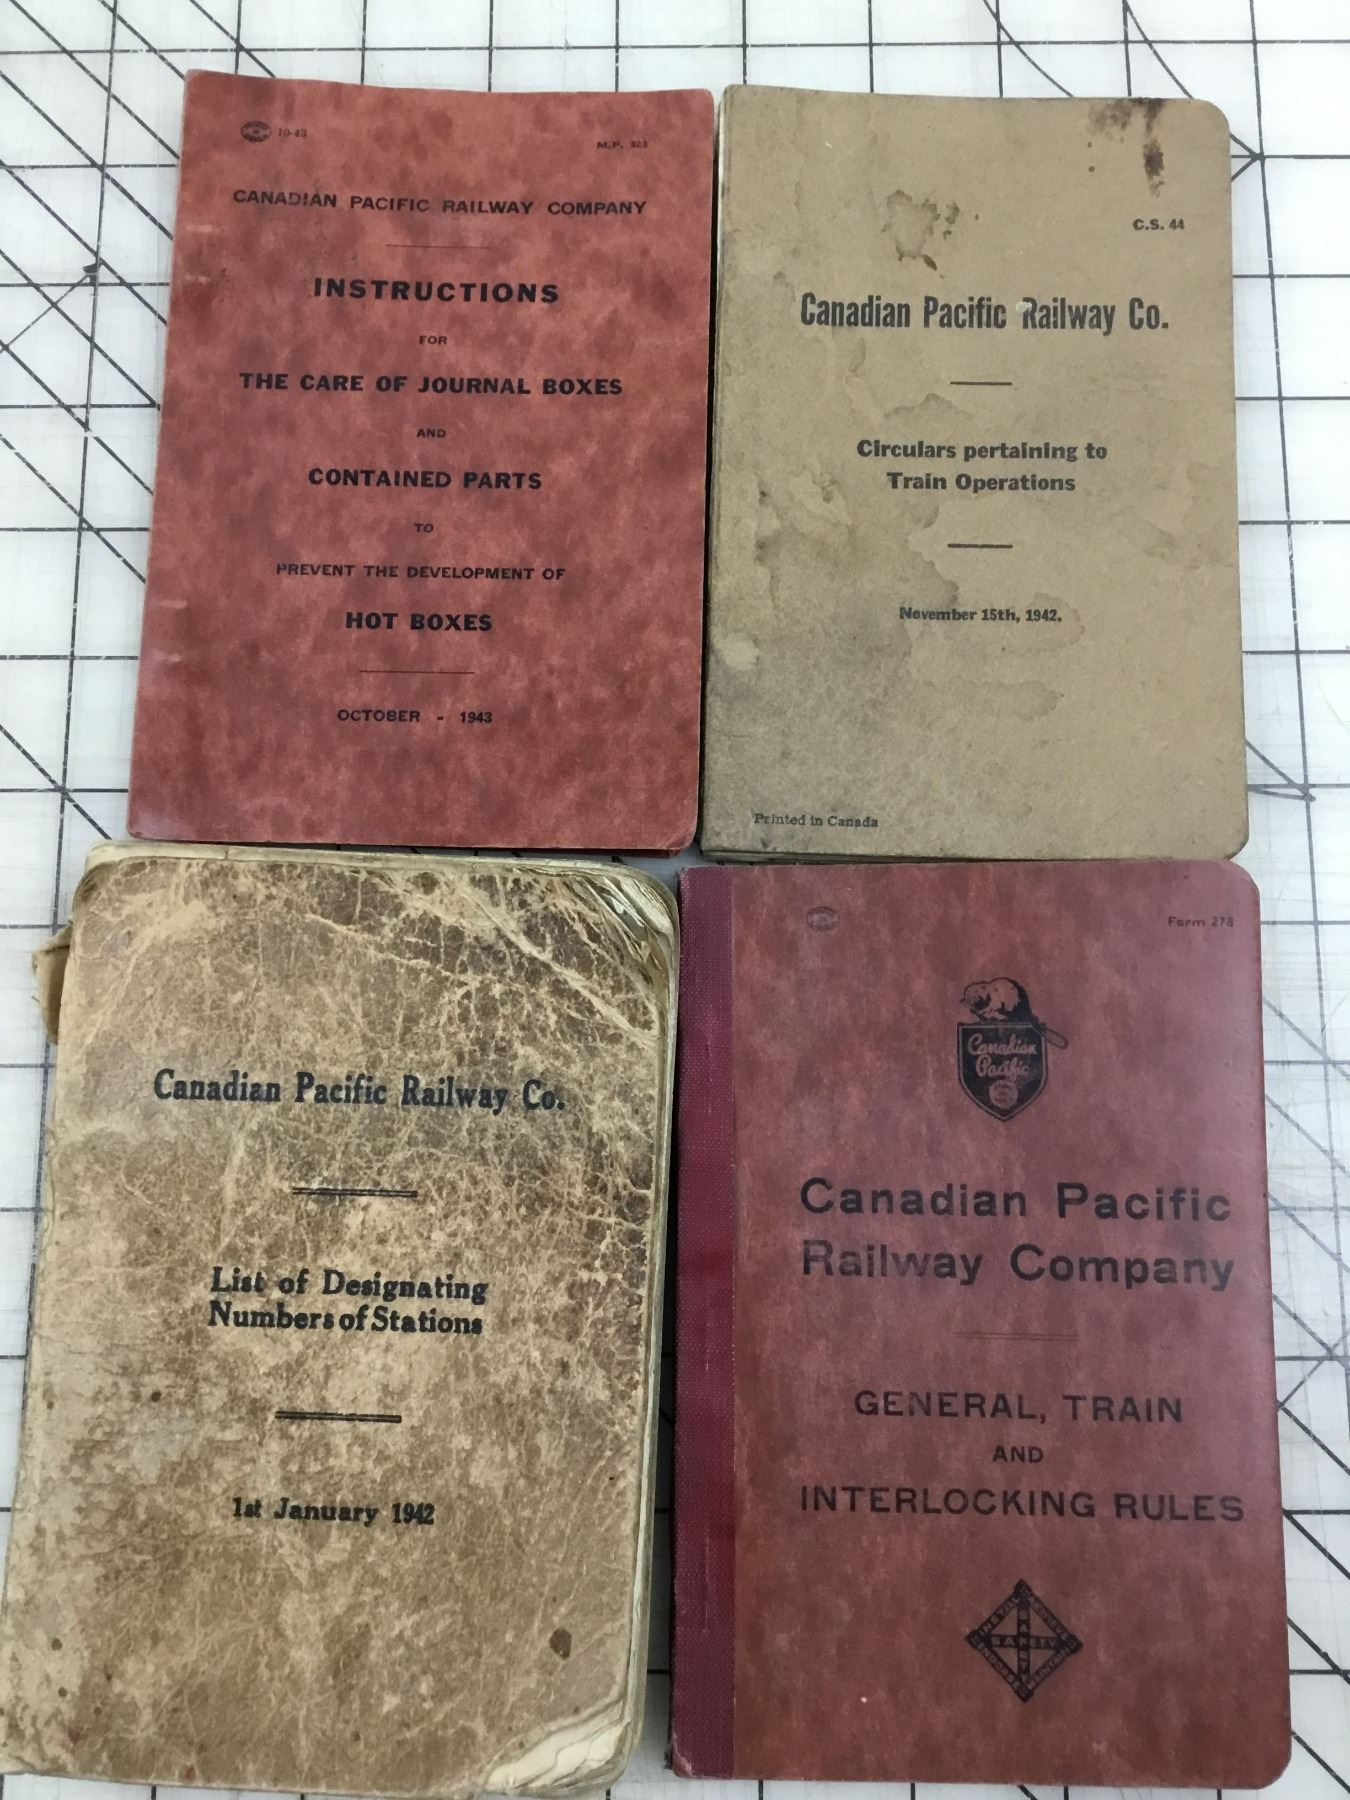 10-43
M.P. 323
CANADIAN PACIFIC RAILWAY COMPANY
INSTRUCTIONS
FOR
THE CARE OF JOURNAL BOXES
AND
CONTAINED PARTS
TO
PREVENT THE DEVELOPMENT OF
HOT BOXES
OCTOBER - 1943
C.S. 44
Canadian Pacific Railway Co.
Circulars pertaining to
Train Operations
November 15th, 1942.
Printed in Canada
Canadian Pacific Railway Co.
List of Designating
Numbers of Stations
1st January 1942
Form 278
Canadian
Pacific
Canadian Pacific
Railway Company
GENERAL, TRAIN
AND
INTERLOCKING RULES
SAFETY